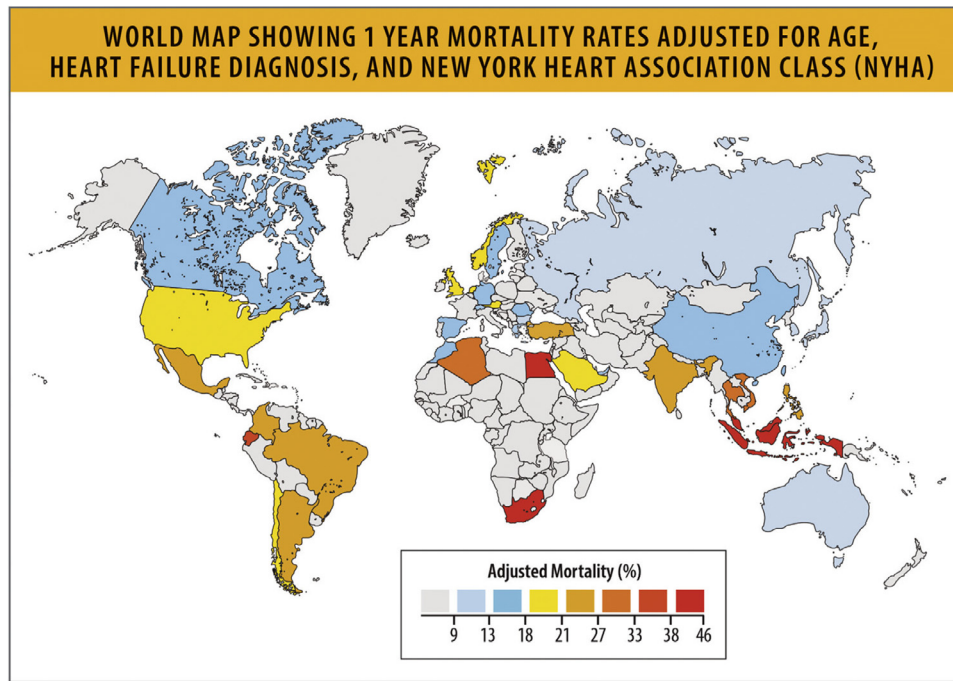 WORLD MAP SHOWING 1 YEAR MORTALITY RATES ADJUSTED FOR AGE,
HEART FAILURE DIAGNOSIS, AND NEW YORK HEART ASSOCIATION CLASS (NYHA)
Adjusted Mortality (%)
9 13 18 21 27 33 38 46